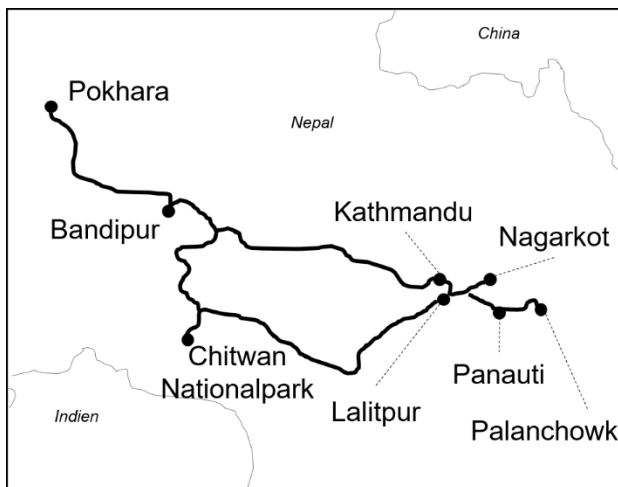 China
Pokhara
Nepal
Kathmandu
Bandipur
Nagarkot
Chitwan
Nationalpark
Panauti
Lalitpur
Indien
Palanchowk